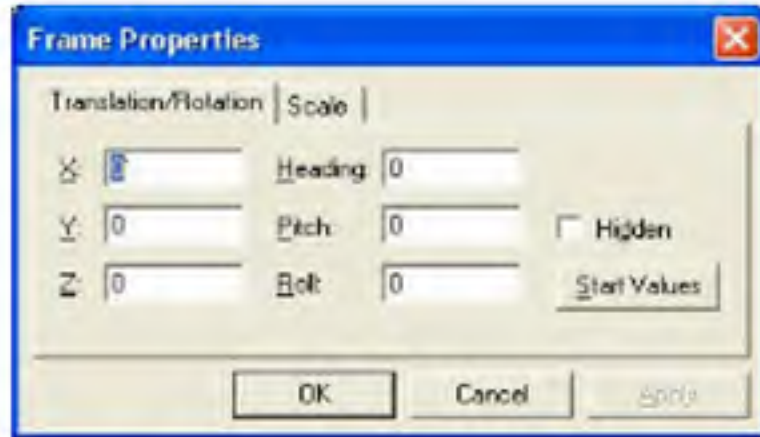 Frame Properties
Translation/Rotation Scale
X: 0 Heading: 0
Y: 0 Pitch: 0 Hidden
Z: 0 Roll: 0 Start Values
OK Cancel Apply